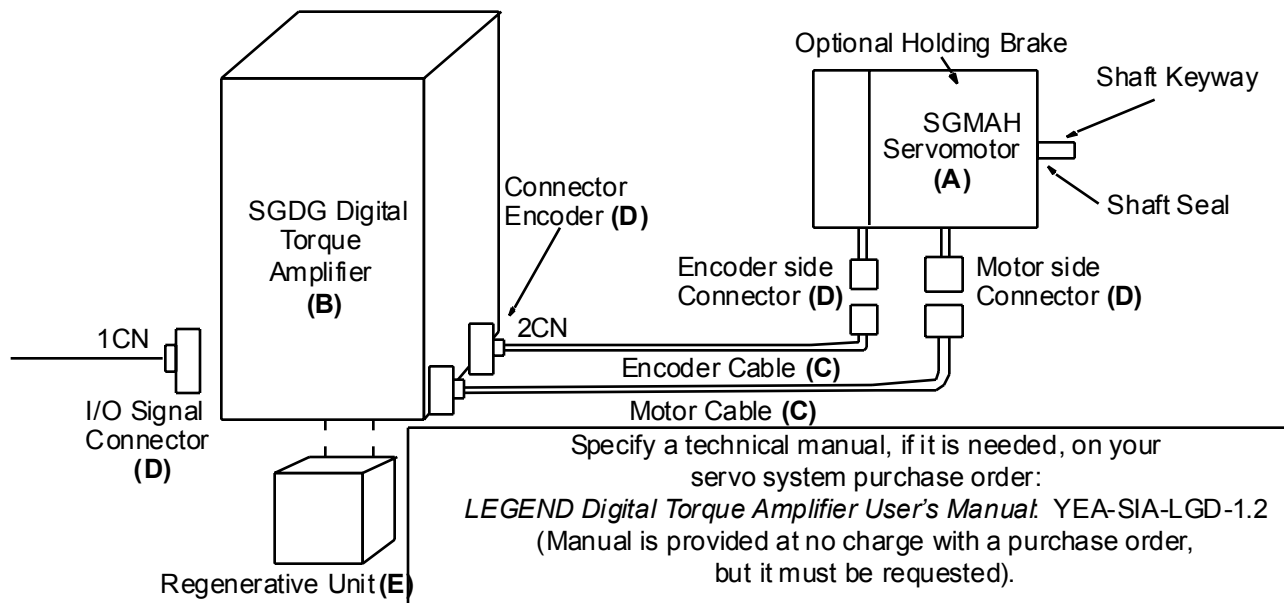 Optional Holding Brake
Shaft Keyway
SGMAH
Servomotor
(A)
Shaft Seal
Connector
Encoder (D)
SGDG Digital
Torque
Amplifier
(B)
Encoder side
Connector (D)
Motor side
Connector (D)
1CN
2CN
Encoder Cable (C)
Motor Cable (C)
I/O Signal
Connector
(D)
Specify a technical manual, if it is needed, on your
servo system purchase order:
LEGEND Digital Torque Amplifier User's Manual: YEA-SIA-LGD-1.2
(Manual is provided at no charge with a purchase order,
but it must be requested).
Regenerative Unit (E)